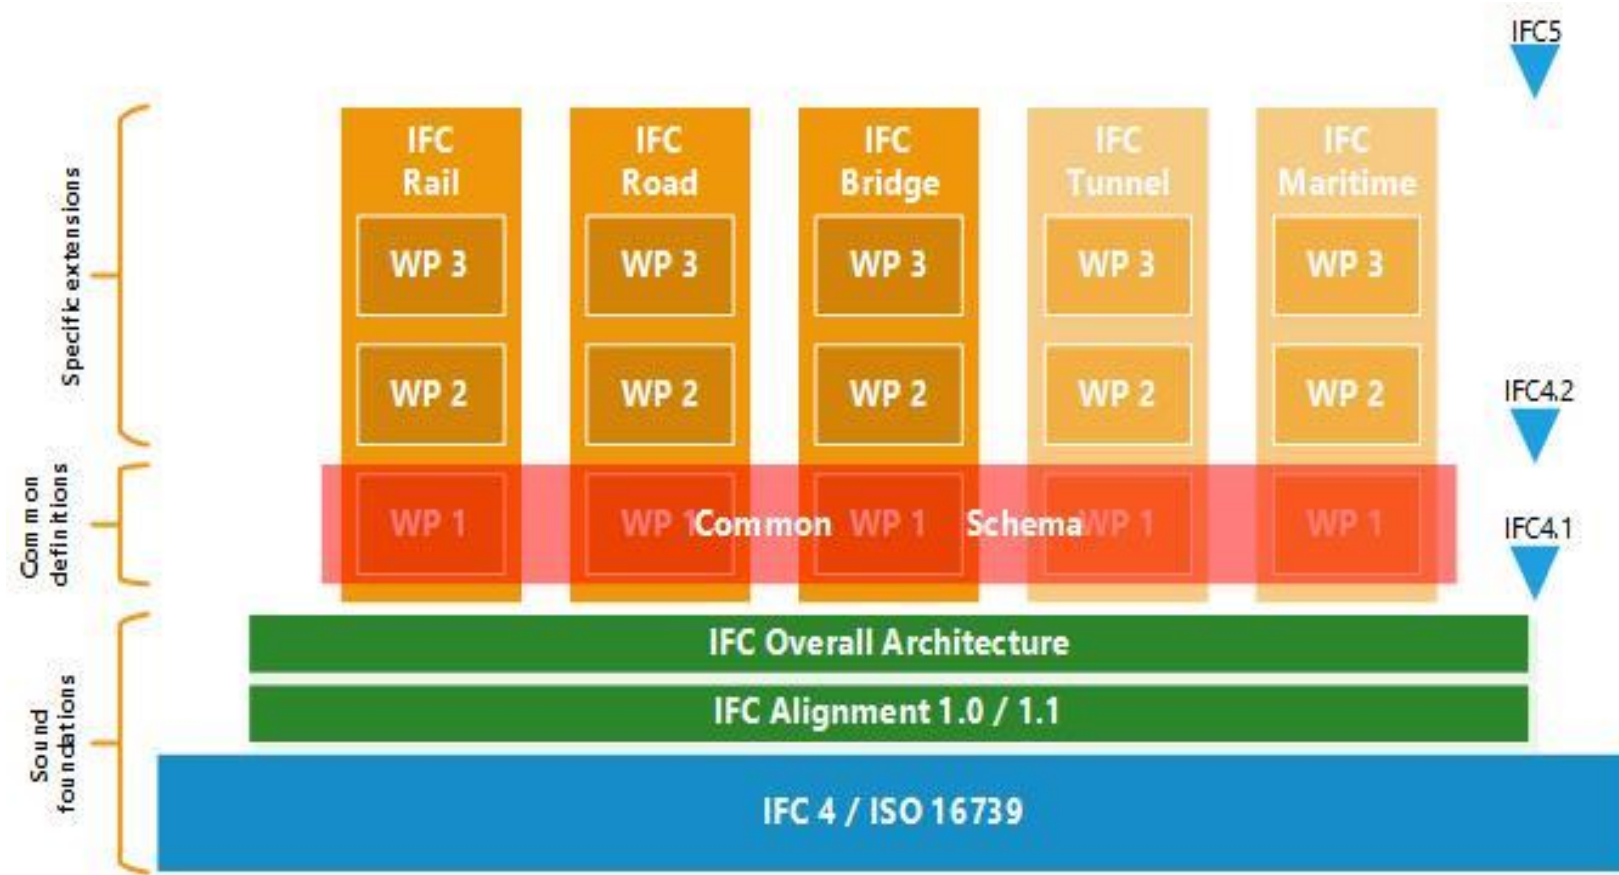 IFC5
IFC
Rail
IFC
Road
IFC
Bridge
IFC
Tunnel
IFC
Maritime
Specific extensions
WP 3
WP 3
WP 3
WP 3
WP 3
WP 2
WP 2
WP 2
WP 2
WP 2
IFC4.2
Common
definitions
WP 1
WP 1
WP 1
WP 1
WP 1
Common Schema
IFC4.1
Sound
foundations
IFC Overall Architecture
IFC Alignment 1.0 / 1.1
IFC 4 / ISO 16739